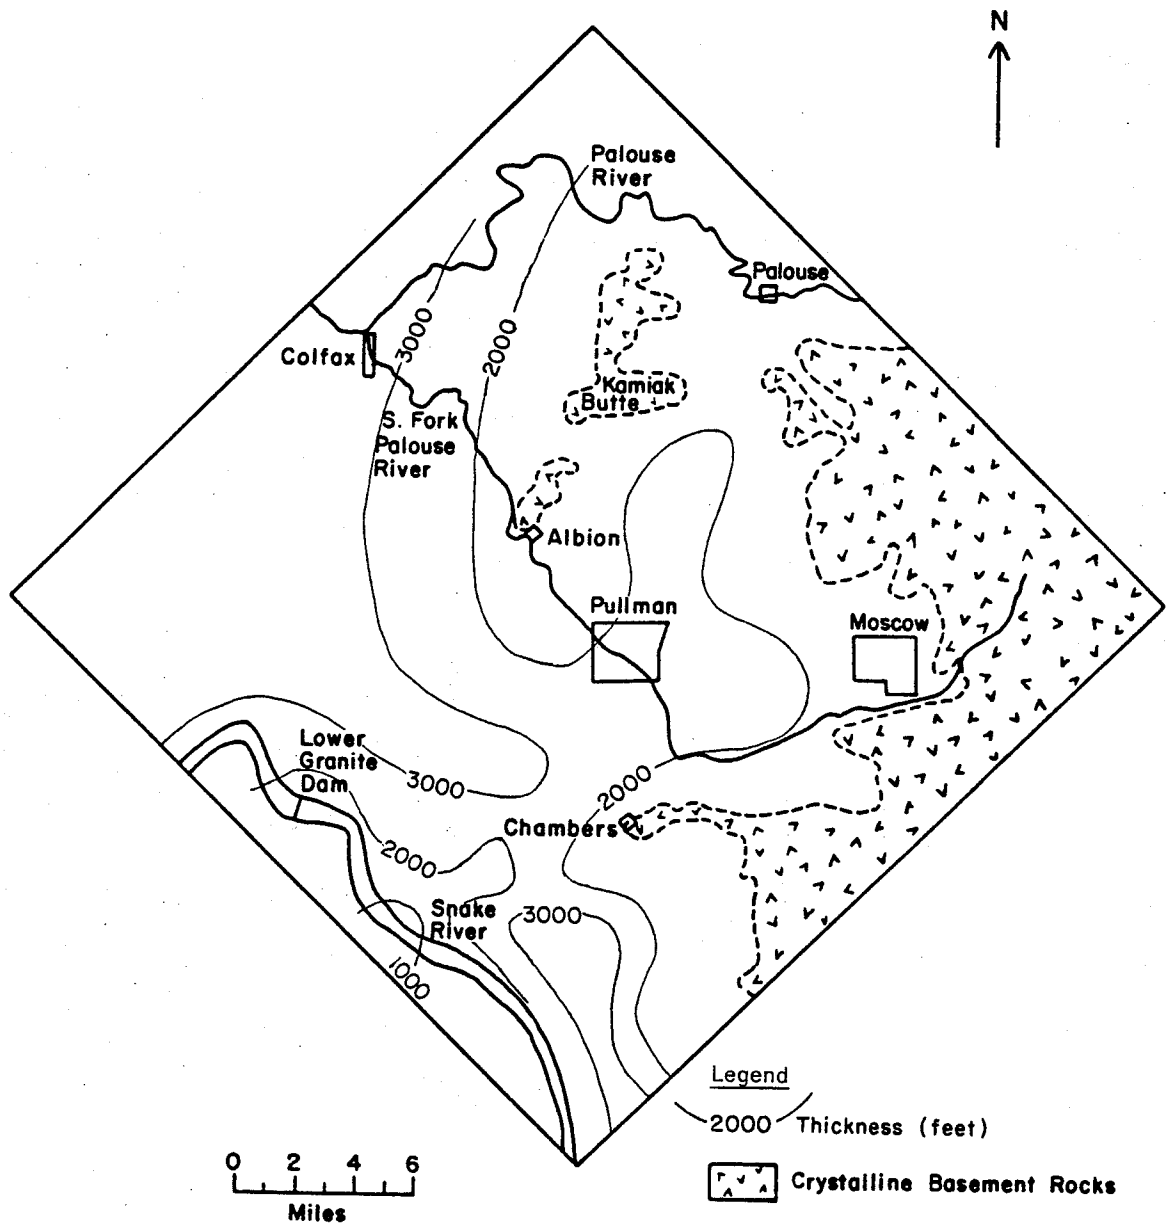 N
Palouse
River
Palouse
3000
2000
Colfax
Kamiak
Butte
S. Fork
Palouse
River
Albion
Pullman
Moscow
Lower
Granite
Dam
3000
2000
Chambers
2000
Snake
River
3000
1000
Legend
2000 Thickness (feet)
0 2 4 6
Miles
Crystalline Basement Rocks